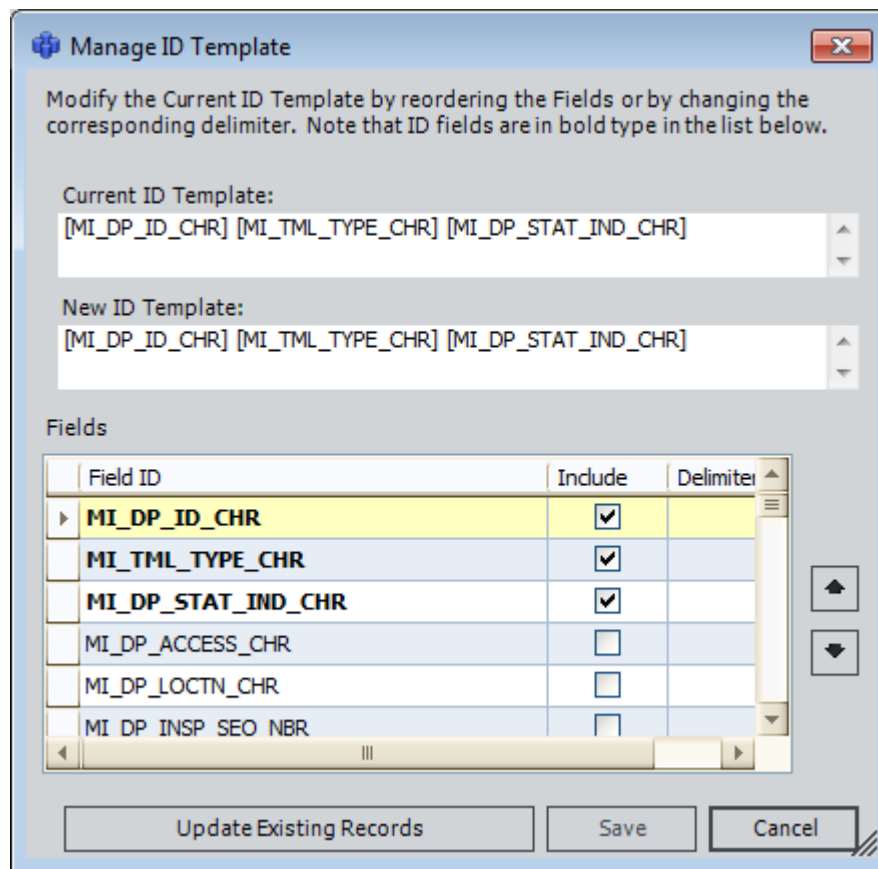 Manage ID Template
Modify the Current ID Template by reordering the Fields or by changing the
corresponding delimiter. Note that ID fields are in bold type in the list below.
Current ID Template:
[MI_DP_ID_CHR] [MI_TML_TYPE_CHR] [MI_DP_STAT_IND_CHR]
New ID Template:
[MI_DP_ID_CHR] [MI_TML_TYPE_CHR] [MI_DP_STAT_IND_CHR]
Fields
Field ID Include Delimiter
MI_DP_ID_CHR
MI_TML_TYPE_CHR
MI_DP_STAT_IND_CHR
MI_DP_ACCESS_CHR
MI_DP_LOCTN_CHR
MI_DP_INSP_SEQ_NBR
Update Existing Records Save Cancel